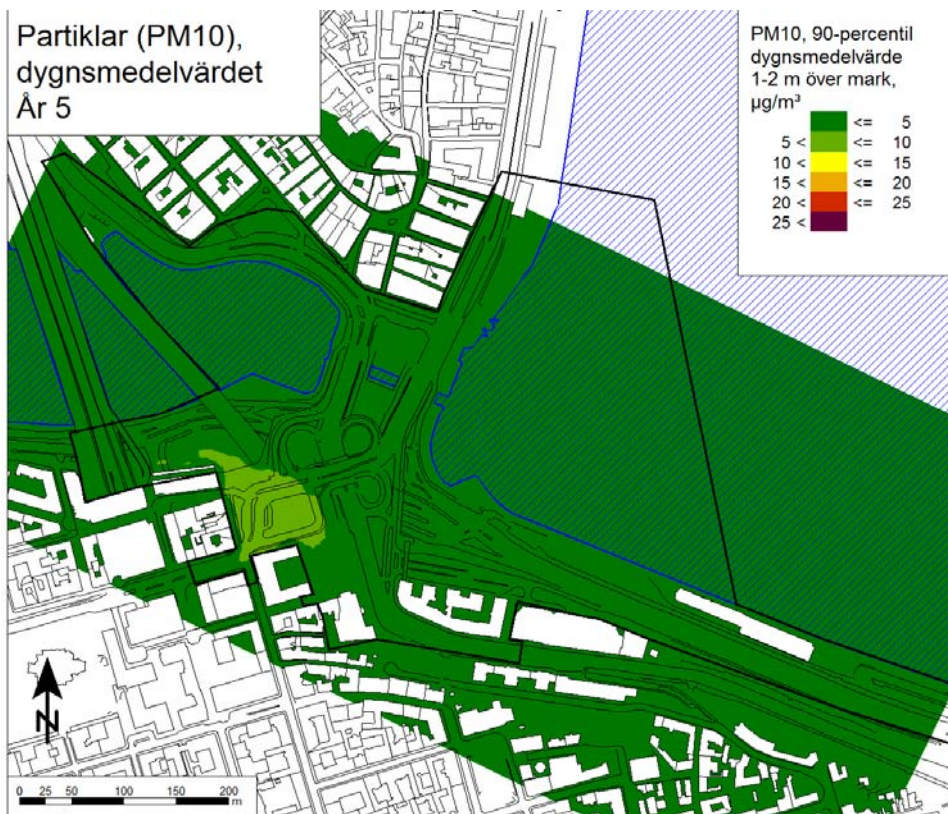 Partiklar (PM10),
dygnsmedelvärdet
År 5
PM10, 90-percentil
dygnsmedelvärde
1-2 m över mark,
µg/m³
<= 5
5 < <= 10
10 < <= 15
15 < <= 20
20 < <= 25
25 <
N
0 25 50 100 150 200
m